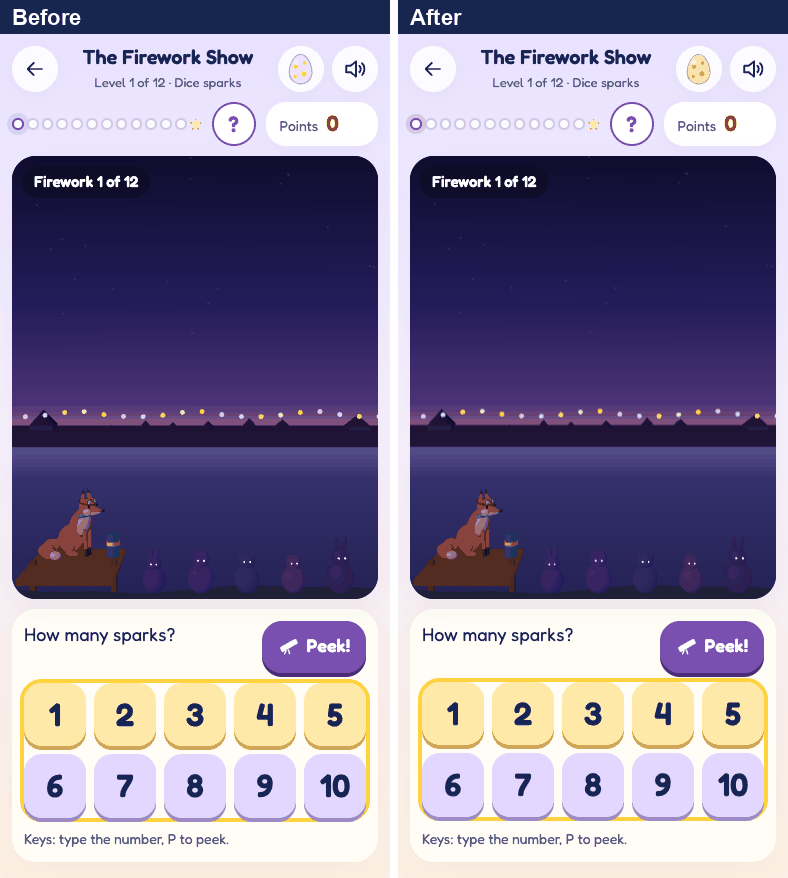 Before
The Firework Show
Level 1 of 12 · Dice sparks
?
Points 0
Firework 1 of 12
How many sparks?
Peek!
1 2 3 4 5
6 7 8 9 10
Keys: type the number, P to peek.
After
The Firework Show
Level 1 of 12 · Dice sparks
?
Points 0
Firework 1 of 12
How many sparks?
Peek!
1 2 3 4 5
6 7 8 9 10
Keys: type the number, P to peek.